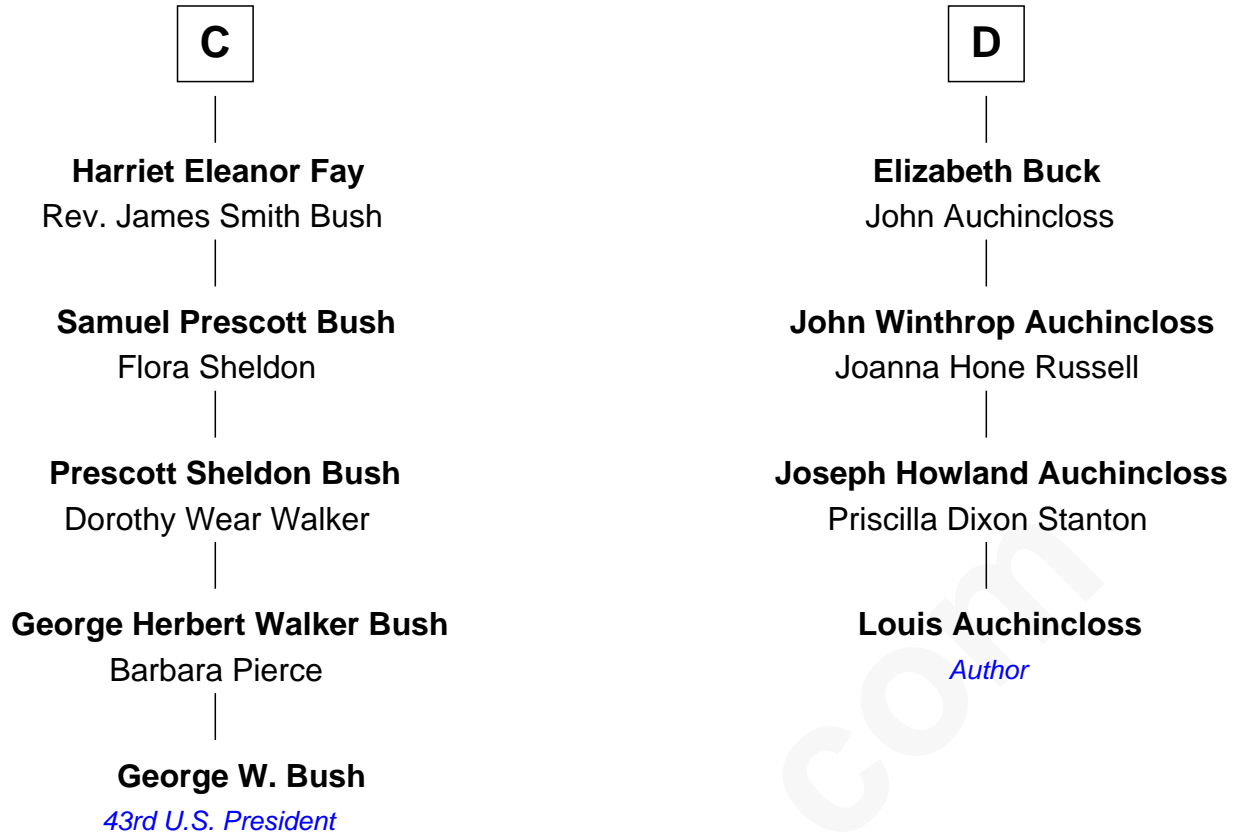 C
Harriet Eleanor Fay
Rev. James Smith Bush
Samuel Prescott Bush
Flora Sheldon
Prescott Sheldon Bush
Dorothy Wear Walker
George Herbert Walker Bush
Barbara Pierce
George W. Bush
43rd U.S. President
D
Elizabeth Buck
John Auchincloss
John Winthrop Auchincloss
Joanna Hone Russell
Joseph Howland Auchincloss
Priscilla Dixon Stanton
Louis Auchincloss
Author
com